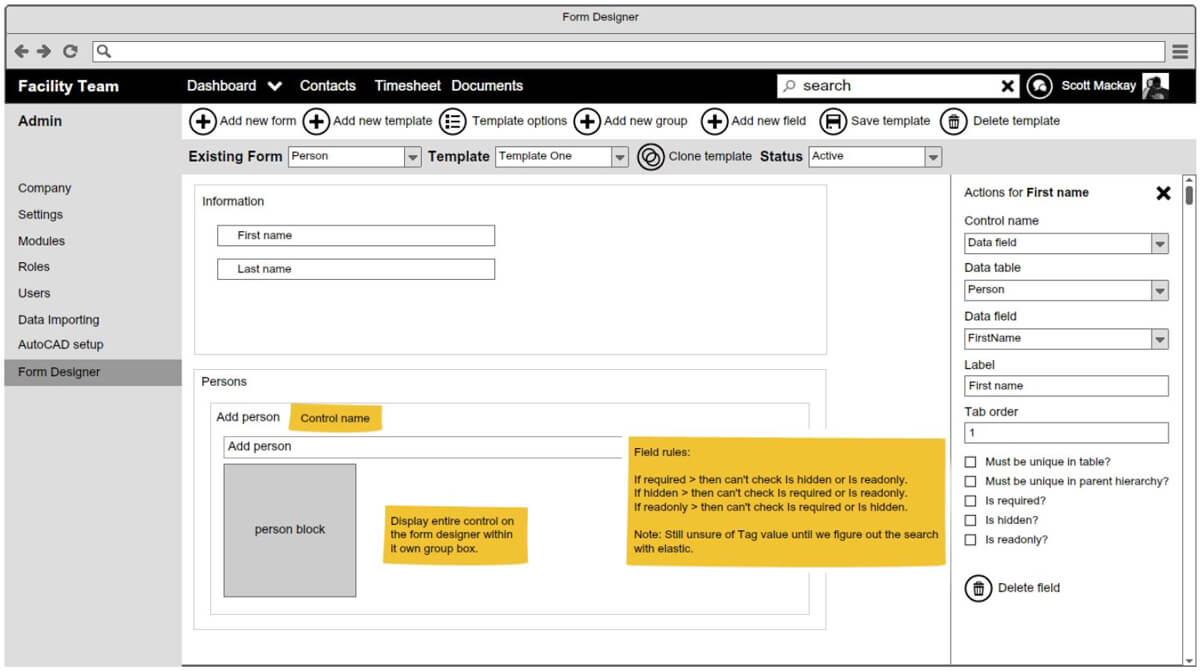 Form Designer
Facility Team
Dashboard
Contacts
Timesheet
Documents
search
Scott Mackay
Admin
Add new form
Add new template
Template options
Add new group
Add new field
Save template
Delete template
Existing Form
Person
Template
Template One
Clone template
Status
Active
Company
Settings
Modules
Roles
Users
Data Importing
AutoCAD setup
Form Designer
Information
First name
Last name
Persons
Add person
Control name
Add person
person block
Display entire control on
the form designer within
it own group box.
Field rules:
If required > then can't check Is hidden or Is readonly.
If hidden > then can't check Is required or Is readonly.
If readonly > then can't check Is required or Is hidden.
Note: Still unsure of Tag value until we figure out the search
with elastic.
Actions for First name
Control name
Data field
Data table
Person
Data field
FirstName
Label
First name
Tab order
1
Must be unique in table?
Must be unique in parent hierarchy?
Is required?
Is hidden?
Is readonly?
Delete field